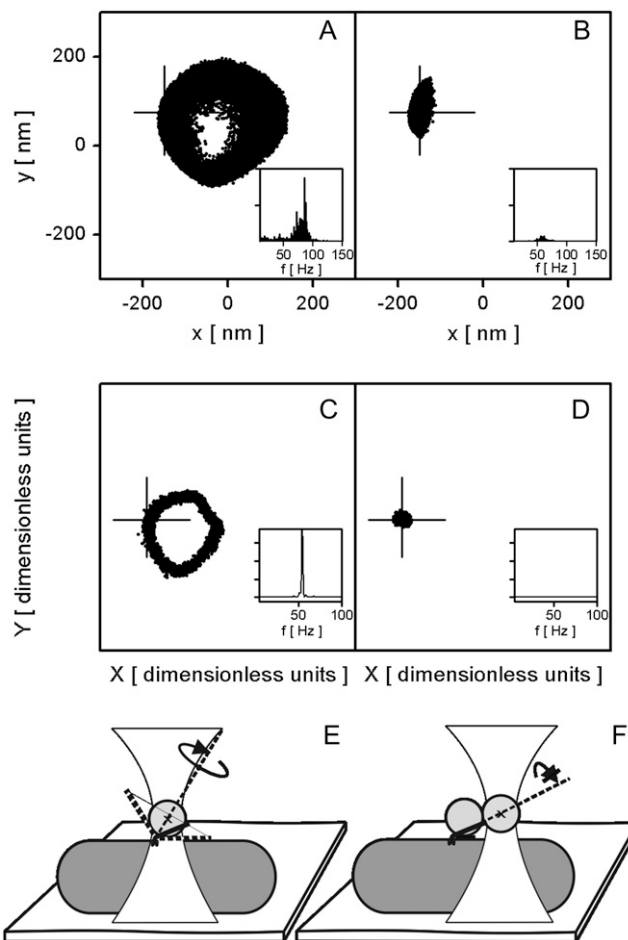 A
B
y [ nm]
200
0
-200
50 100 150
f [ Hz ]
50 100 150
f [ Hz ]
-200 0 200
-200 0 200
x [ nm]
x [ nm]
C
D
Y [ dimensionless units ]
50 100
f [ Hz ]
50 100
f [ Hz ]
X [ dimensionless units ]
X [ dimensionless units ]
E
F